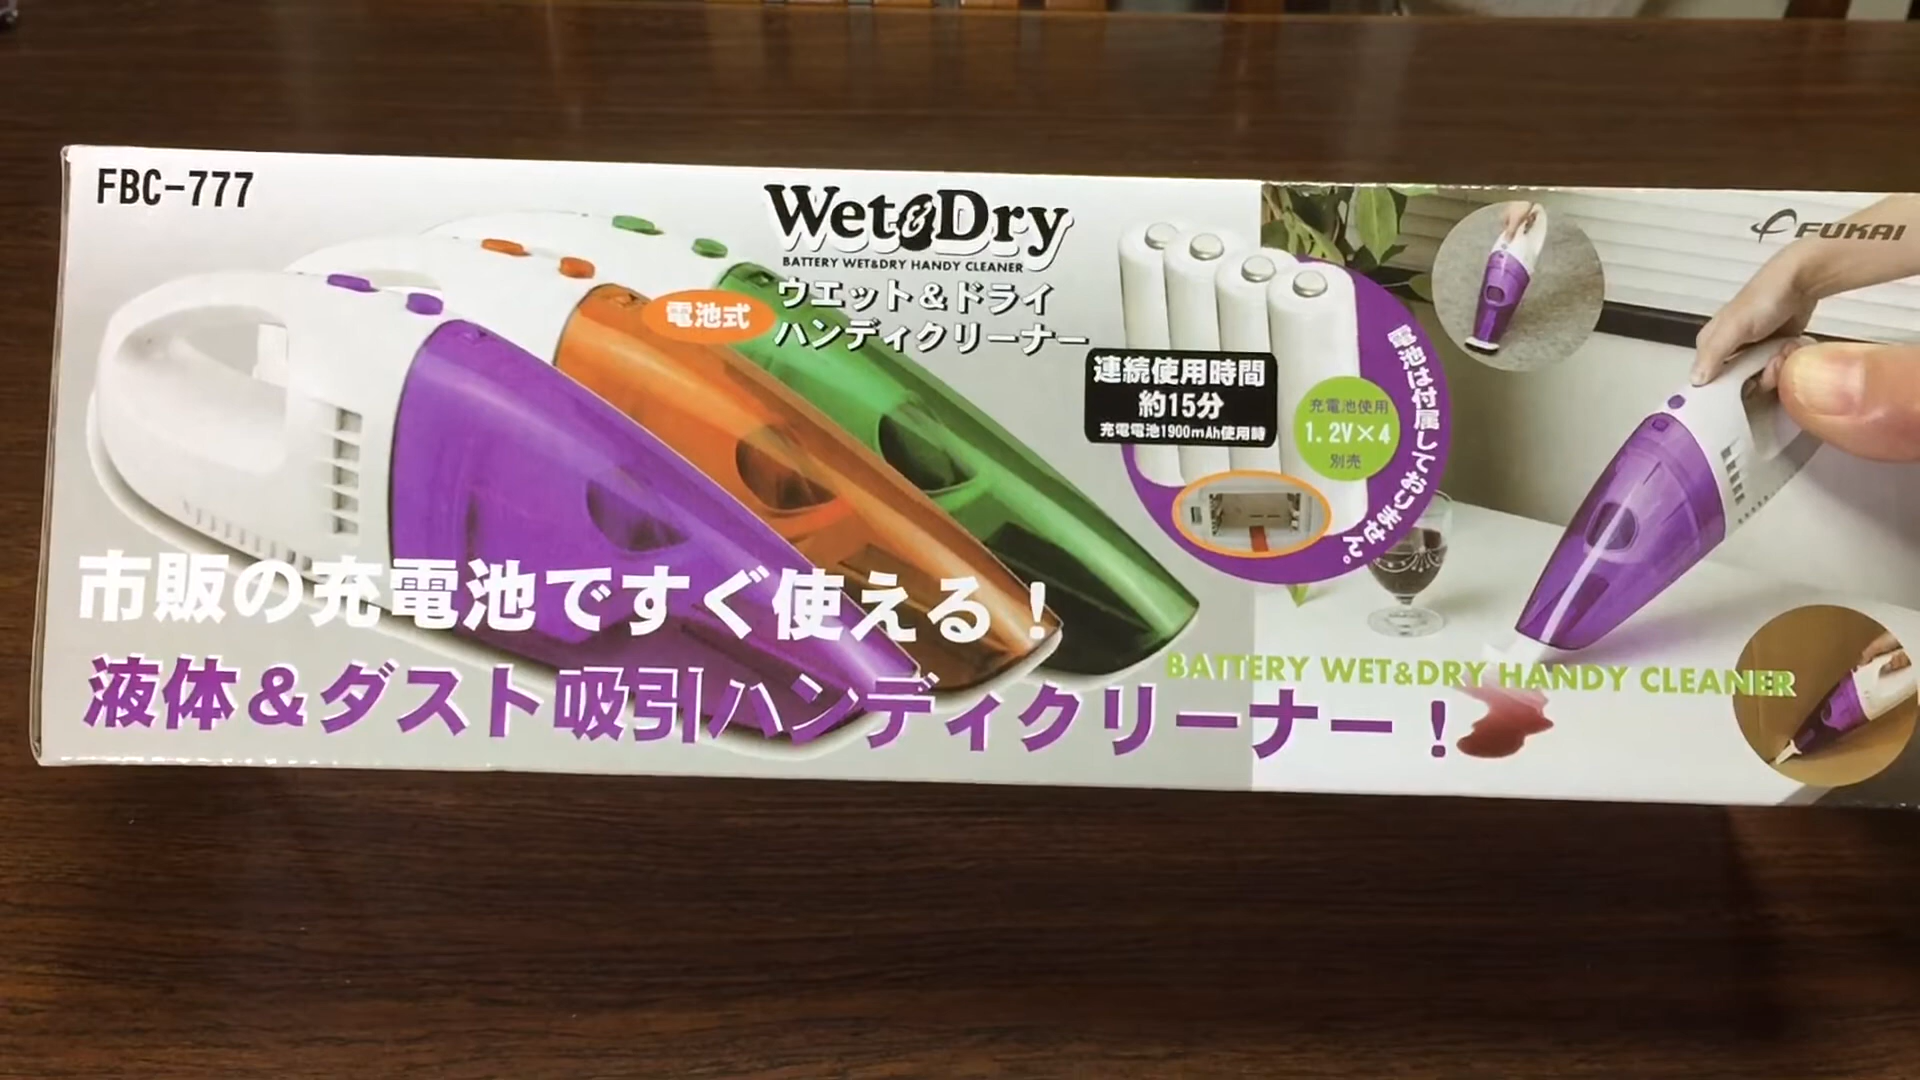 FBC-777
Wet&Dry
BATTERY WET&DRY HANDY CLEANER
電池式
ウエット&ドライ
ハンディクリーナー
連続使用時間
約15分
充電電池1900mAh使用時
充電池使用
1.2V×4
別売
電池は付属しておりません。
FUKAI
市販の充電池ですぐ使える!
液体&ダスト吸引ハンディクリーナー!
BATTERY WET&DRY HANDY CLEANER